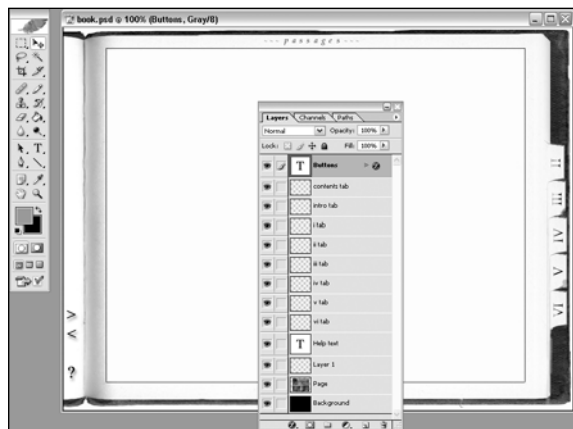 book.psd @ 100% (Buttons, Gray/8)
--- passages ---
Layers Channels Paths
Normal Opacity: 100%
Lock: Fill: 100%
T Buttons
contents tab
intro tab
i tab
ii tab
iii tab
iv tab
v tab
vi tab
T Help text
Layer 1
Page
Background
II
III
IV
V
VI
>
<
?